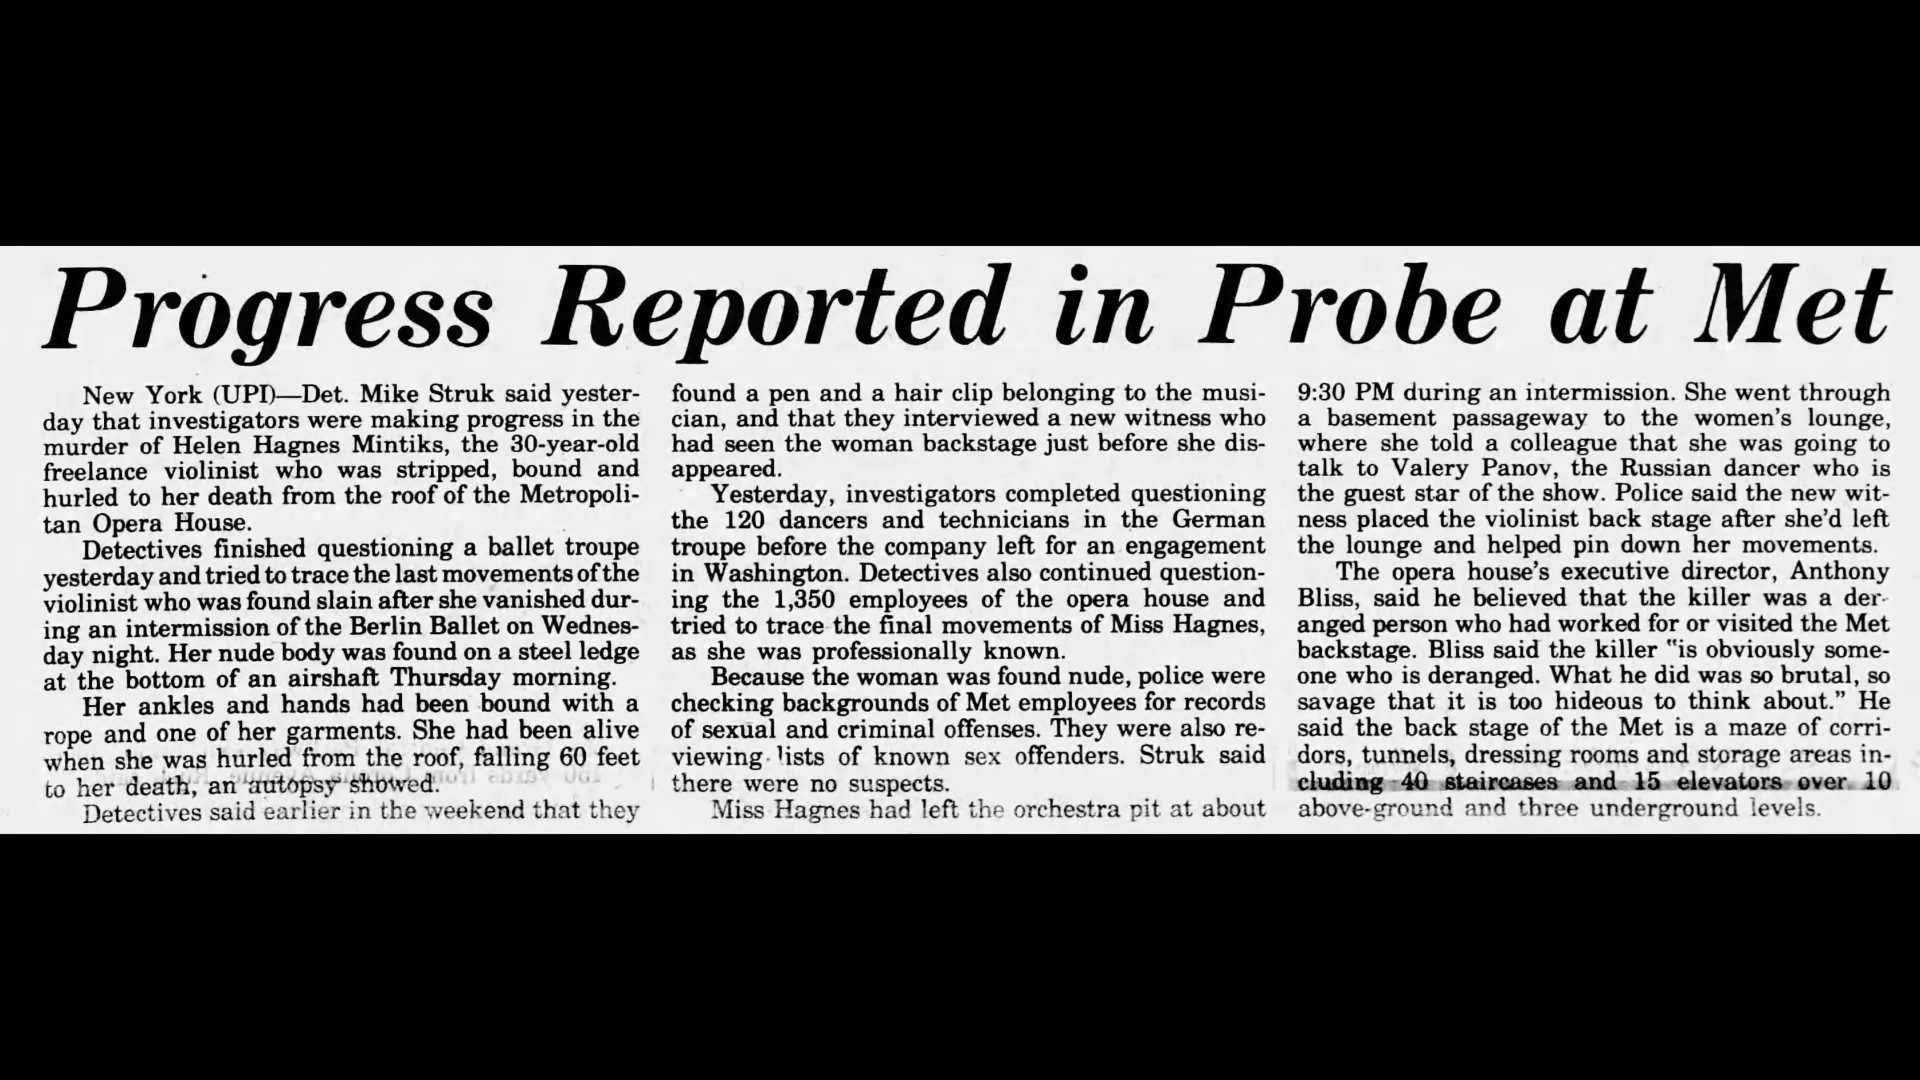 Progress Reported in Probe at Met
New York (UPI)—Det. Mike Struk said yester-
day that investigators were making progress in the
murder of Helen Hagnes Mintiks, the 30-year-old
freelance violinist who was stripped, bound and
hurled to her death from the roof of the Metropoli-
tan Opera House.
Detectives finished questioning a ballet troupe
yesterday and tried to trace the last movements of the
violinist who was found slain after she vanished dur-
ing an intermission of the Berlin Ballet on Wednes-
day night. Her nude body was found on a steel ledge
at the bottom of an airshaft Thursday morning.
Her ankles and hands had been bound with a
rope and one of her garments. She had been alive
when she was hurled from the roof, falling 60 feet
to her death, an autopsy showed.
Detectives said earlier in the weekend that they
found a pen and a hair clip belonging to the musi-
cian, and that they interviewed a new witness who
had seen the woman backstage just before she dis-
appeared.
Yesterday, investigators completed questioning
the 120 dancers and technicians in the German
troupe before the company left for an engagement
in Washington. Detectives also continued question-
ing the 1,350 employees of the opera house and
tried to trace the final movements of Miss Hagnes,
as she was professionally known.
Because the woman was found nude, police were
checking backgrounds of Met employees for records
of sexual and criminal offenses. They were also re-
viewing lists of known sex offenders. Struk said
there were no suspects.
Miss Hagnes had left the orchestra pit at about
9:30 PM during an intermission. She went through
a basement passageway to the women's lounge,
where she told a colleague that she was going to
talk to Valery Panov, the Russian dancer who is
the guest star of the show. Police said the new wit-
ness placed the violinist back stage after she'd left
the lounge and helped pin down her movements.
The opera house's executive director, Anthony
Bliss, said he believed that the killer was a der-
anged person who had worked for or visited the Met
backstage. Bliss said the killer "is obviously some-
one who is deranged. What he did was so brutal, so
savage that it is too hideous to think about." He
said the back stage of the Met is a maze of corri-
dors, tunnels, dressing rooms and storage areas in-
cluding 40 staircases and 15 elevators over 10
above-ground and three underground levels.